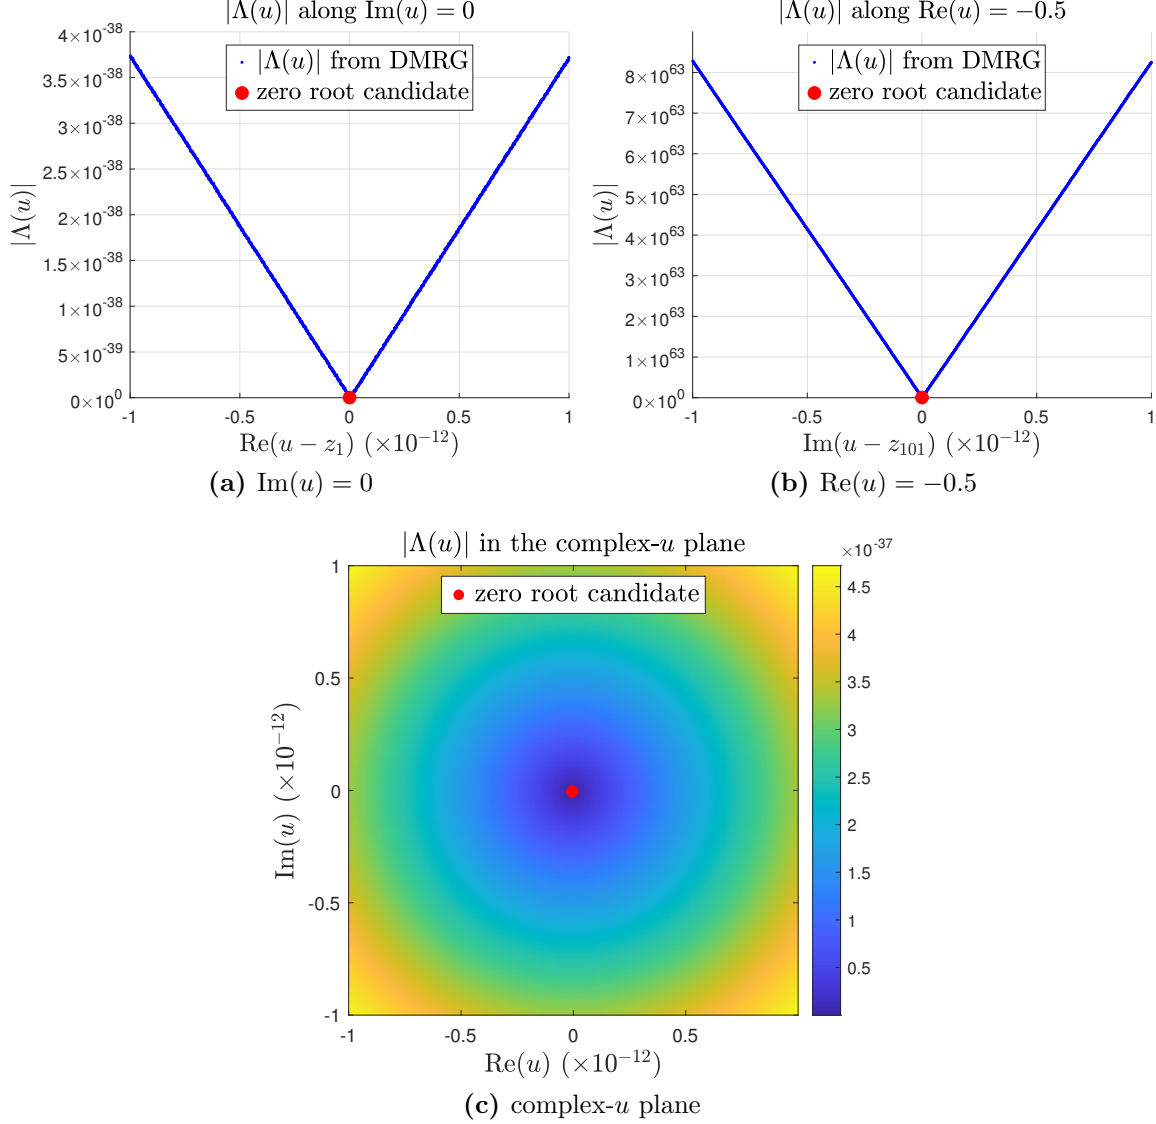 |Λ(u)| along Im(u) = 0
4×10^-38
3.5×10^-38
3×10^-38
2.5×10^-38
2×10^-38
1.5×10^-38
1×10^-38
5×10^-39
0×10^0
|Λ(u)|
|Λ(u)| from DMRG
zero root candidate
-1 -0.5 0 0.5 1
Re(u − z_1) (×10^−12)
(a) Im(u) = 0
|Λ(u)| along Re(u) = −0.5
8×10^63
7×10^63
6×10^63
5×10^63
4×10^63
3×10^63
2×10^63
1×10^63
0×10^0
|Λ(u)|
|Λ(u)| from DMRG
zero root candidate
-1 -0.5 0 0.5 1
Im(u − z_101) (×10^−12)
(b) Re(u) = −0.5
|Λ(u)| in the complex-u plane
×10^-37
zero root candidate
1
0.5
0
-0.5
-1
Im(u) (×10^−12)
-1 -0.5 0 0.5
Re(u) (×10^−12)
4.5
4
3.5
3
2.5
2
1.5
1
0.5
(c) complex-u plane